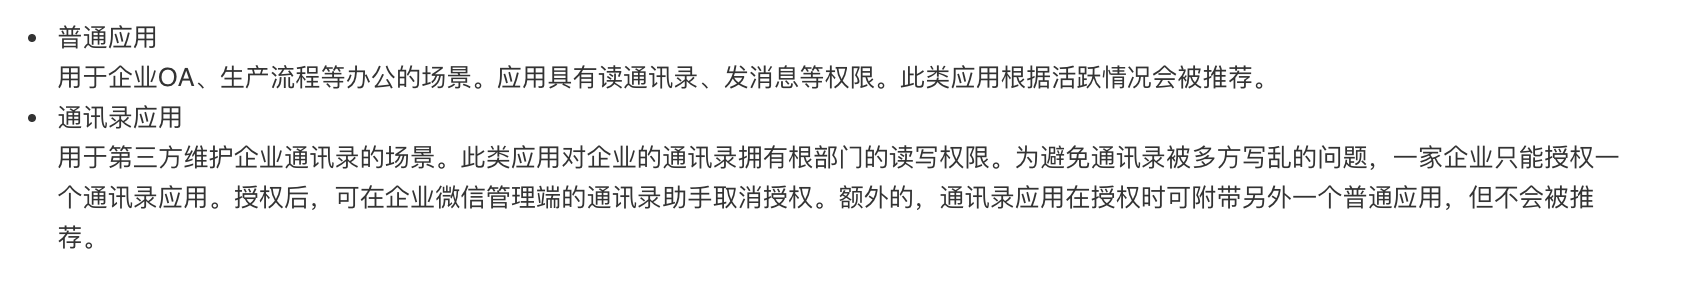 • 普通应用
用于企业OA、生产流程等办公的场景。应用具有读通讯录、发消息等权限。此类应用根据活跃情况会被推荐。
• 通讯录应用
用于第三方维护企业通讯录的场景。此类应用对企业的通讯录拥有根部门的读写权限。为避免通讯录被多方写乱的问题，一家企业只能授权一
个通讯录应用。授权后，可在企业微信管理端的通讯录助手取消授权。额外的，通讯录应用在授权时可附带另外一个普通应用，但不会被推
荐。